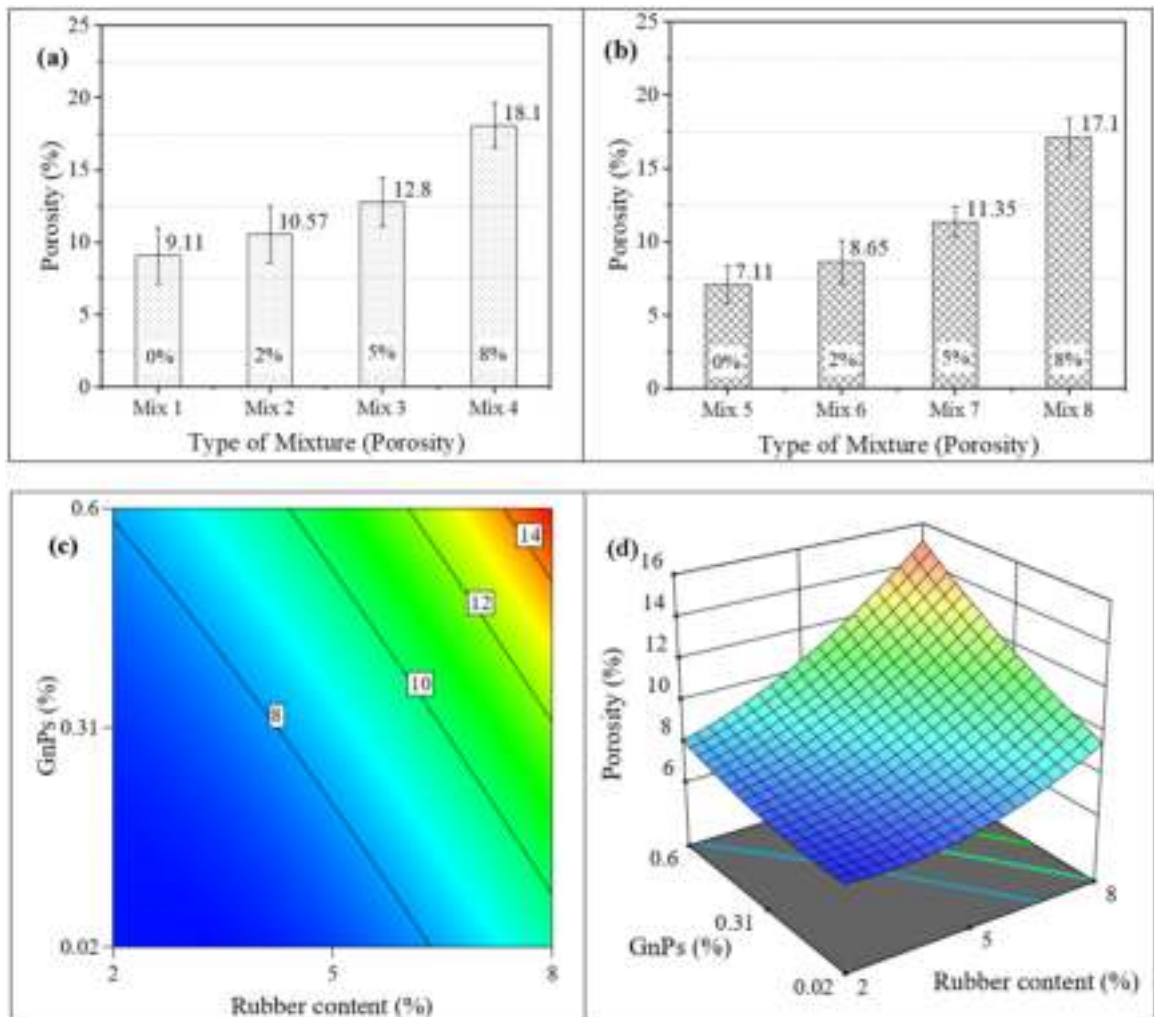 (a)
25
20
15
10
5
0
Porosity (%)
9.11
10.57
12.8
18.1
0%
2%
5%
8%
Mix 1
Mix 2
Mix 3
Mix 4
Type of Mixture (Porosity)
(b)
25
20
15
10
5
0
Porosity (%)
7.11
8.65
11.35
17.1
0%
2%
5%
8%
Mix 5
Mix 6
Mix 7
Mix 8
Type of Mixture (Porosity)
(c)
0.6
0.31
0.02
GnPs (%)
14
12
10
8
2
5
8
Rubber content (%)
(d)
16
14
12
10
8
6
Porosity (%)
0.6
0.31
0.02
GnPs (%)
2
5
8
Rubber content (%)